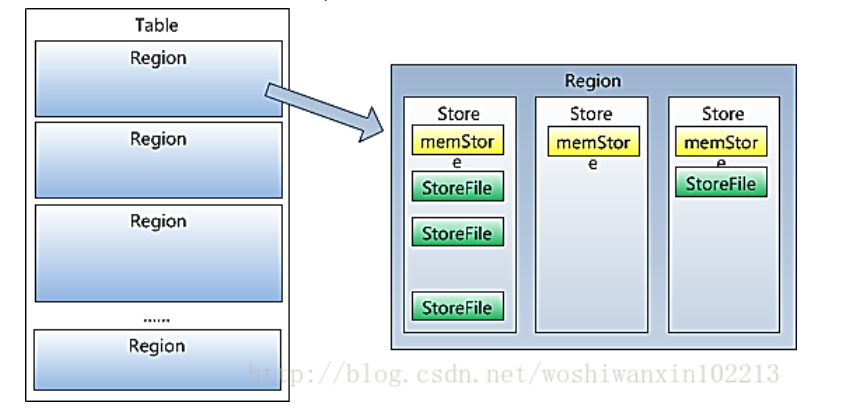 Table
Region
Region
Region
......
Region
Region
Store
memStor
e
StoreFile
StoreFile
StoreFile
Store
memStor
e
Store
memStor
e
StoreFile
http://blog.csdn.net/woshiwanxin102213